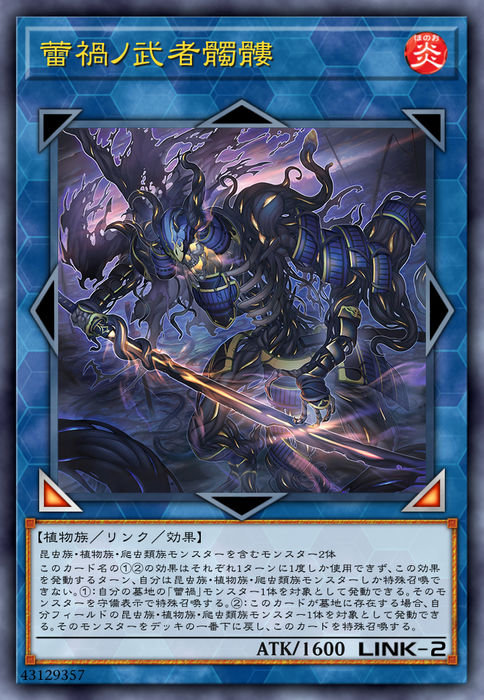 蕾禍ノ武者髑髏
ほのお
炎
【植物族／リンク／効果】
昆虫族・植物族・爬虫類族モンスターを含むモンスター2体
このカード名の①②の効果はそれぞれ1ターンに1度しか使用できず、この効果
を発動するターン、自分は昆虫族・植物族・爬虫類族モンスターしか特殊召喚で
きない。①：自分の墓地の「蕾禍」モンスター1体を対象として発動できる。そのモ
ンスターを守備表示で特殊召喚する。②：このカードが墓地に存在する場合、自
分フィールドの昆虫族・植物族・爬虫類族モンスター1体を対象として発動でき
る。そのモンスターをデッキの一番下に戻し、このカードを特殊召喚する。
ATK/1600 LINK-2
43129357